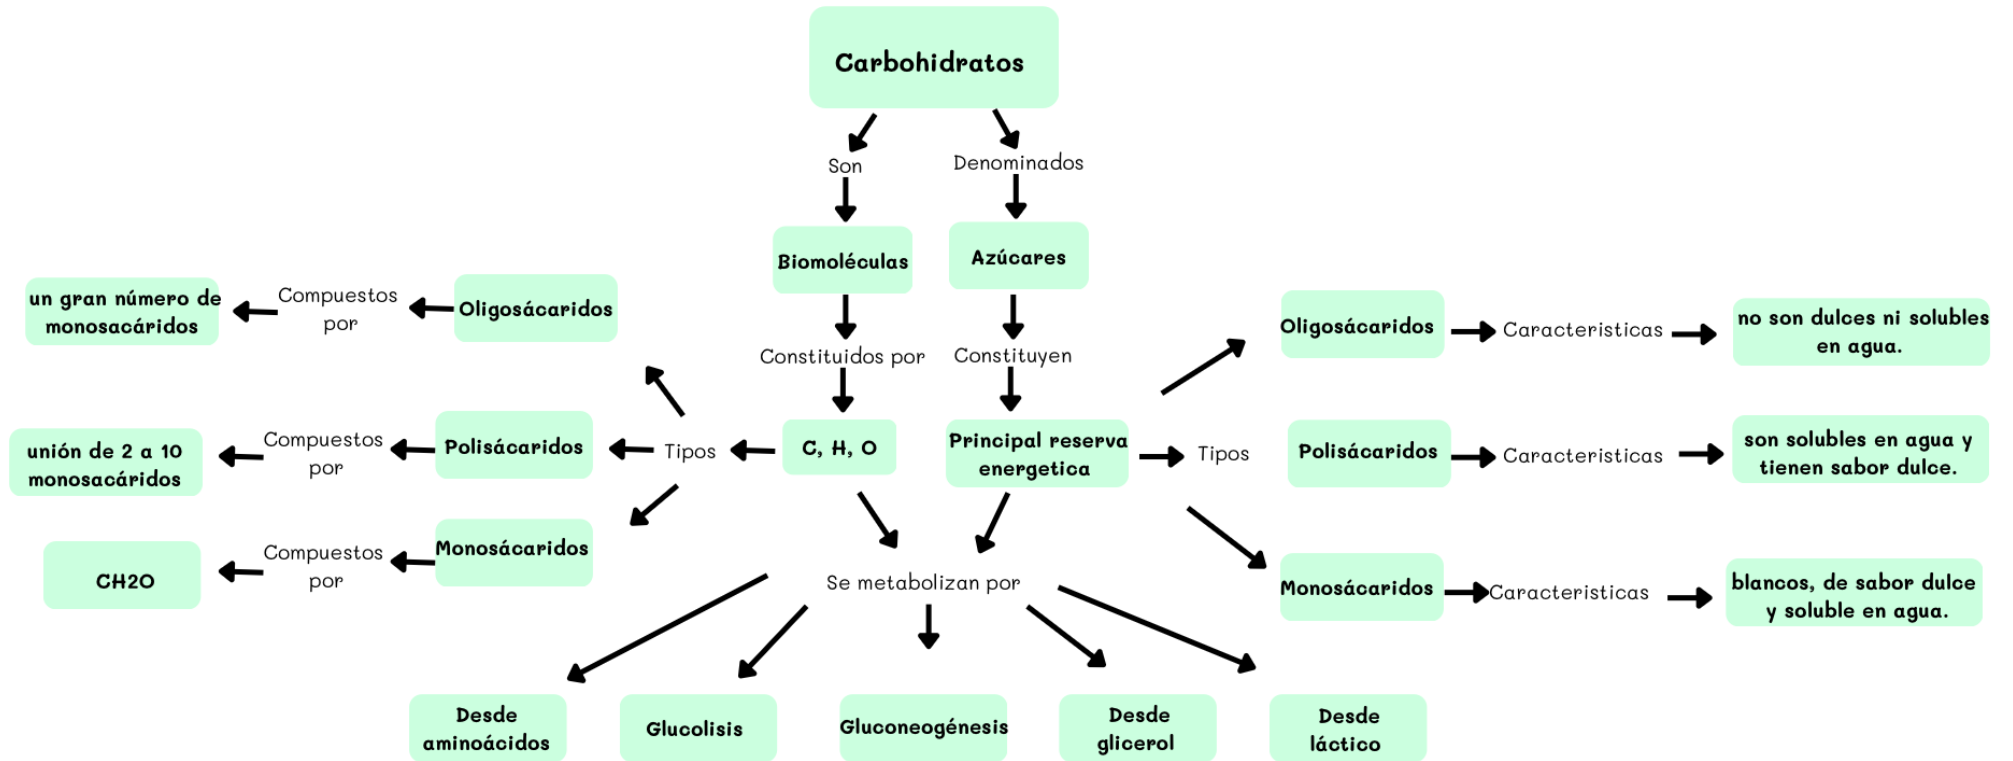 Carbohidratos
Son
Denominados
Biomoléculas
Azúcares
Constituidos por
Constituyen
C, H, O
Principal reserva
energetica
Tipos
Oligosácaridos
Compuestos
por
un gran número de
monosacáridos
Polisácaridos
Compuestos
por
unión de 2 a 10
monosacáridos
Monosácaridos
Compuestos
por
CH2O
Tipos
Oligosácaridos
Caracteristicas
no son dulces ni solubles
en agua.
Polisácaridos
Caracteristicas
son solubles en agua y
tienen sabor dulce.
Monosácaridos
Caracteristicas
blancos, de sabor dulce
y soluble en agua.
Se metabolizan por
Desde
aminoácidos
Glucolisis
Gluconeogénesis
Desde
glicerol
Desde
láctico